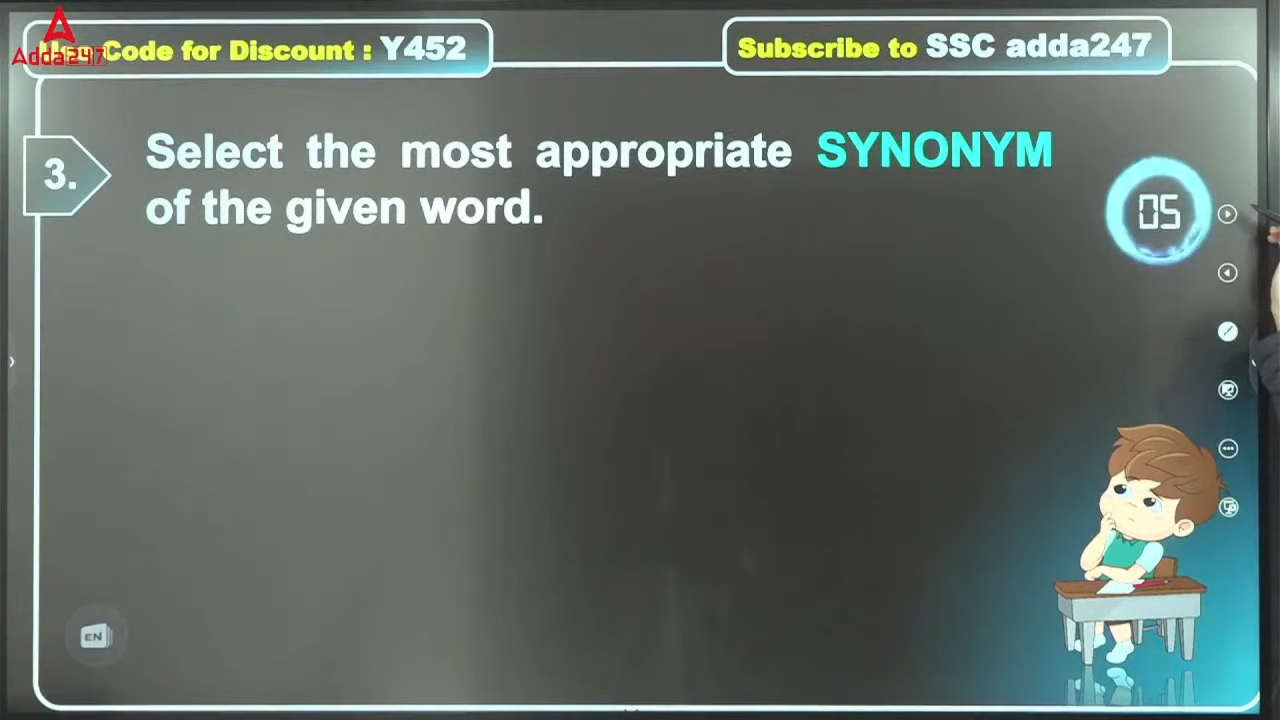 Code for Discount : Y452
Adda247
Subscribe to SSC adda247
3.
Select the most appropriate SYNONYM
of the given word.
05
EN